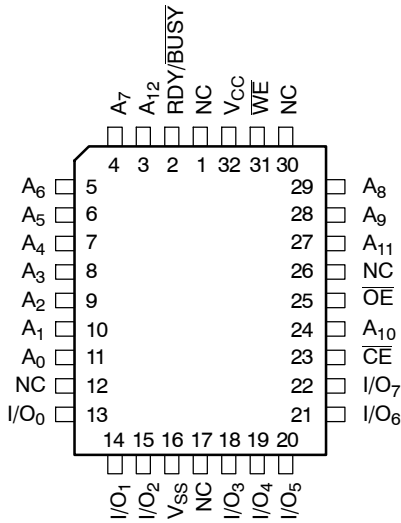 A7 A12 RDY/BUSY NC VCC WE NC
4 3 2 1 32 31 30
A6 5 29 A8
A5 6 28 A9
A4 7 27 A11
A3 8 26 NC
A2 9 25 OE
A1 10 24 A10
A0 11 23 CE
NC 12 22 I/O7
I/O0 13 21 I/O6
14 15 16 17 18 19 20
I/O1 I/O2 VSS NC I/O3 I/O4 I/O5